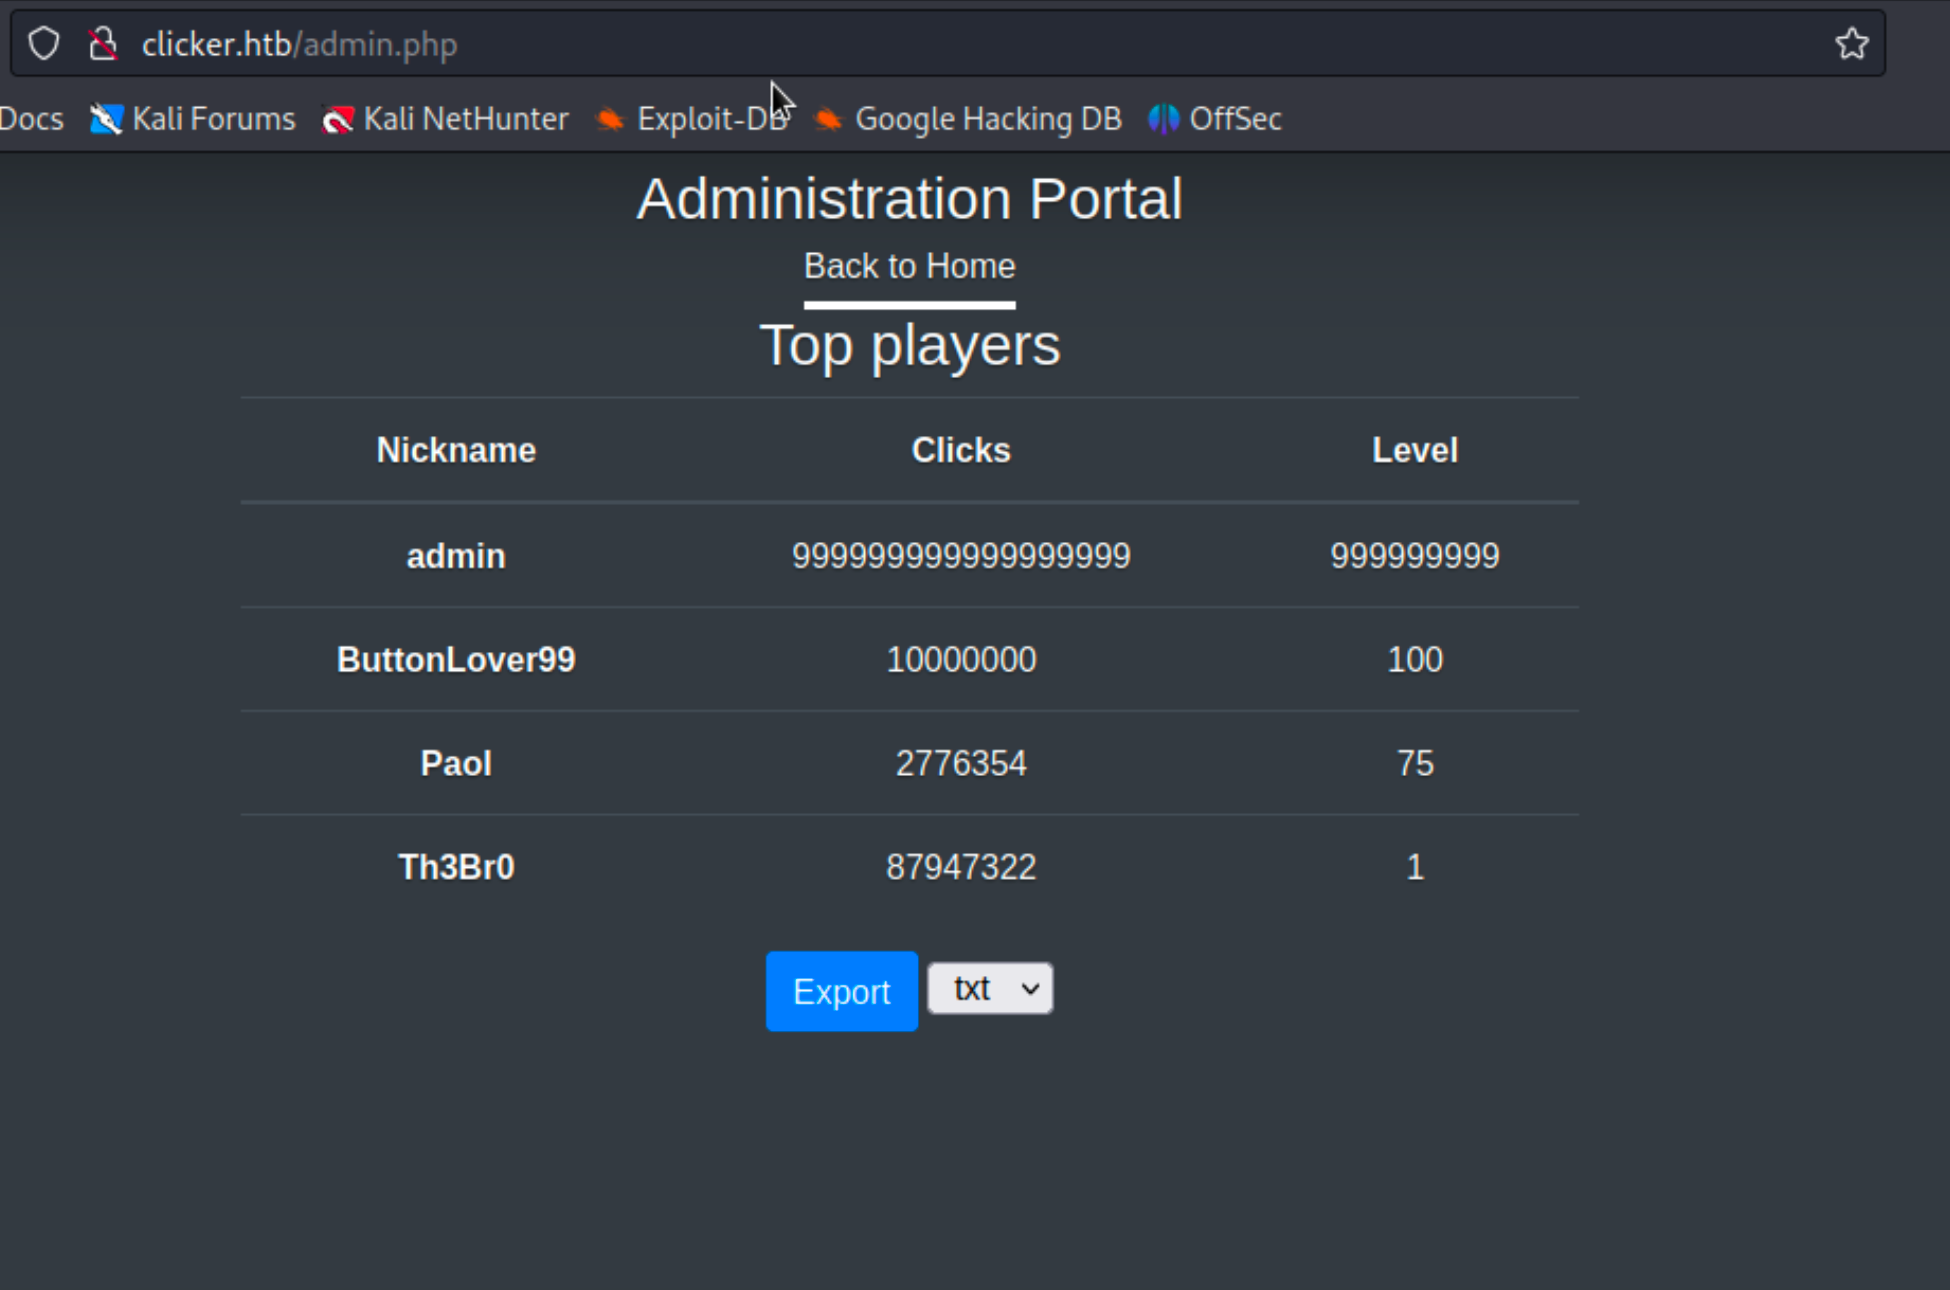 clicker.htb/admin.php
Docs Kali Forums Kali NetHunter Exploit-DB Google Hacking DB OffSec
Administration Portal
Back to Home
Top players
Nickname Clicks Level
admin 999999999999999999 999999999
ButtonLover99 10000000 100
Paol 2776354 75
Th3Br0 87947322 1
Export txt